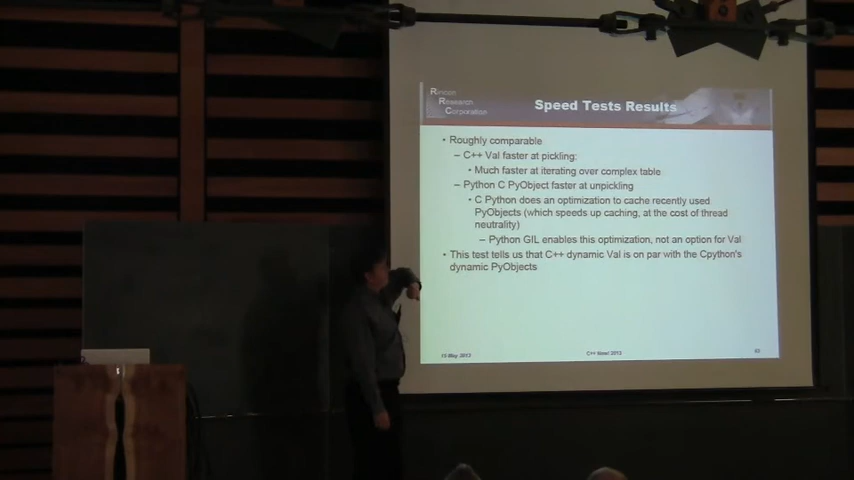 Rincon
Research
Corporation
Speed Tests Results
• Roughly comparable
– C++ Val faster at pickling:
• Much faster at iterating over complex table
– Python C PyObject faster at unpickling
• C Python does an optimization to cache recently used
PyObjects (which speeds up caching, at the cost of thread
neutrality)
– Python GIL enables this optimization, not an option for Val
• This test tells us that C++ dynamic Val is on par with the Cpython's
dynamic PyObjects
15 May 2013
C++ Now! 2013